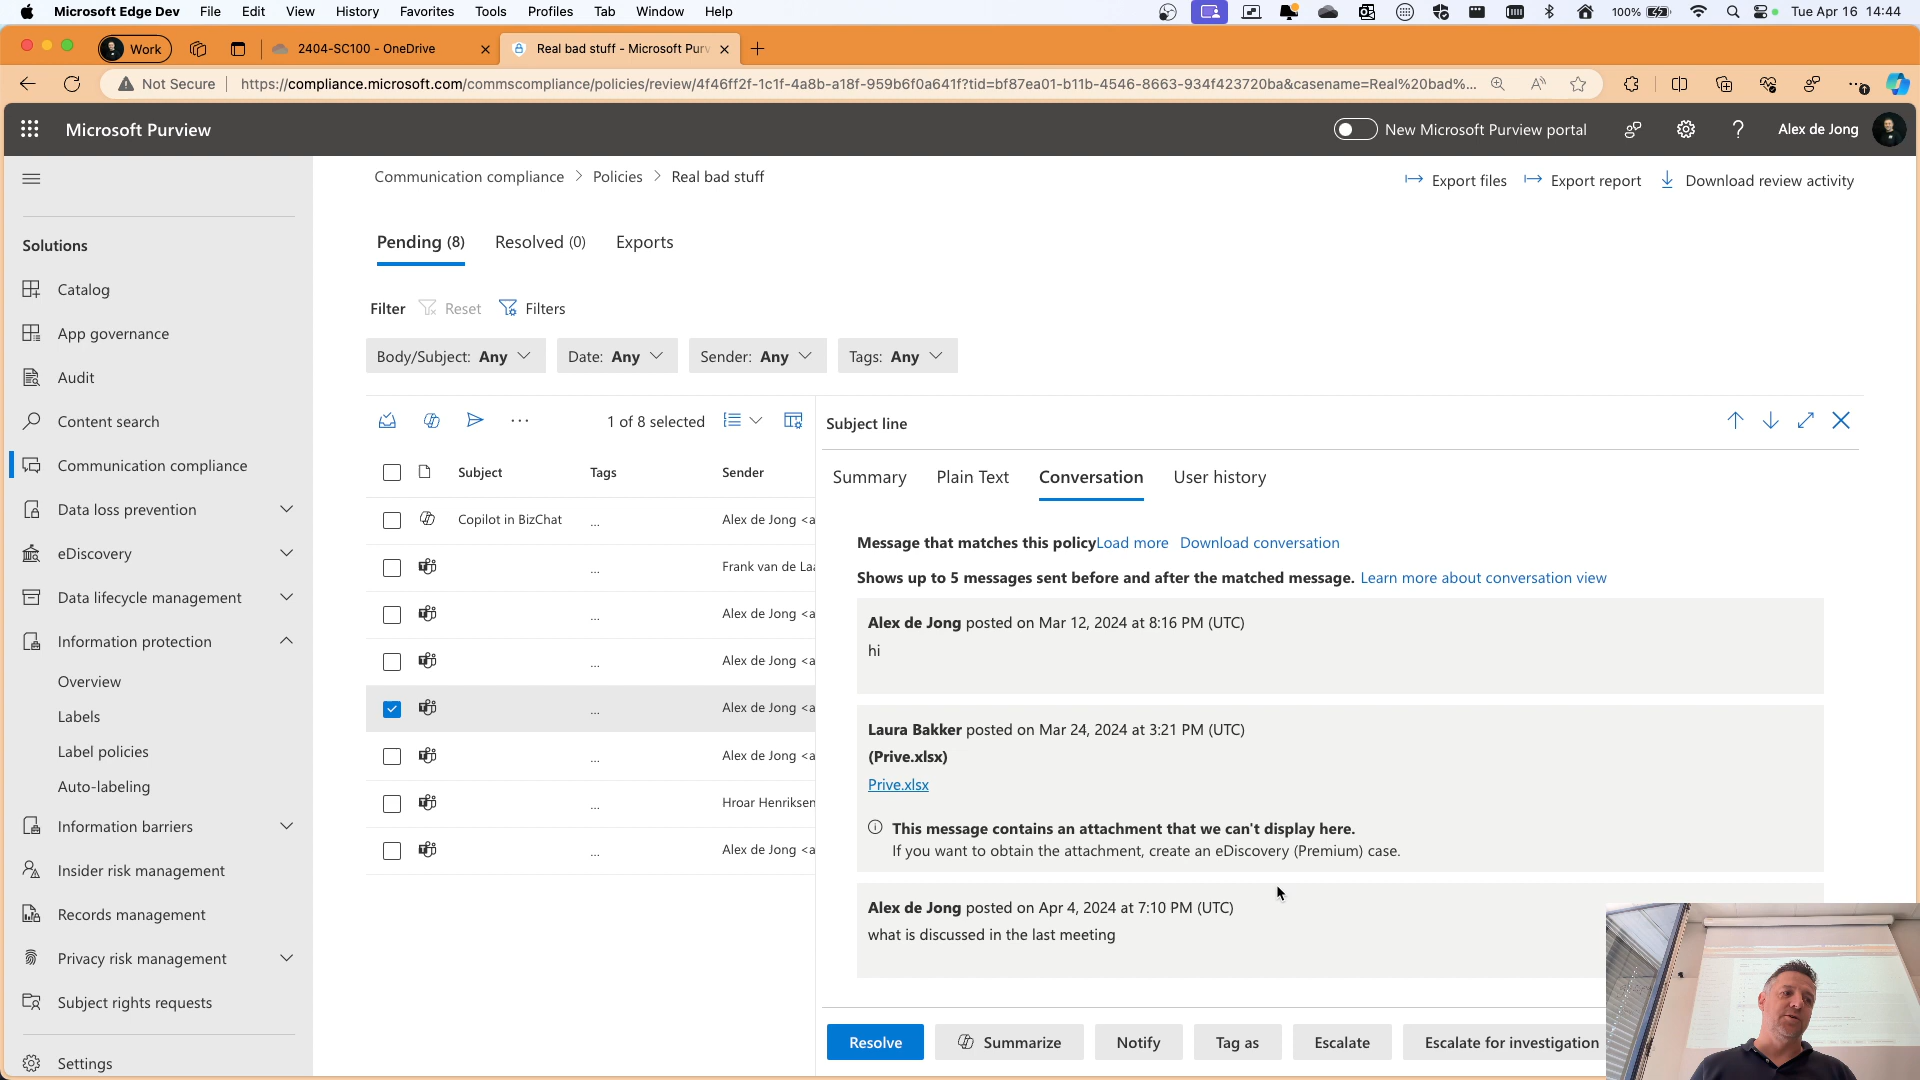 Microsoft Edge Dev File Edit View History Favorites Tools Profiles Tab Window Help 100% Tue Apr 16 14:44
Work 2404-SC100 - OneDrive Real bad stuff - Microsoft Purv
Not Secure https://compliance.microsoft.com/commscompliance/policies/review/4f46ff2f-1c1f-4a8b-a18f-959b6f0a641f?tid=bf87ea01-b11b-4546-8663-934f423720ba&casename=Real%20bad%...
Microsoft Purview New Microsoft Purview portal Alex de Jong
Communication compliance > Policies > Real bad stuff
Export files Export report Download review activity
Solutions
Catalog
App governance
Audit
Content search
Communication compliance
Data loss prevention
eDiscovery
Data lifecycle management
Information protection
Overview
Labels
Label policies
Auto-labeling
Information barriers
Insider risk management
Records management
Privacy risk management
Subject rights requests
Settings
Pending (8) Resolved (0) Exports
Filter Reset Filters
Body/Subject: Any Date: Any Sender: Any Tags: Any
1 of 8 selected
Subject Tags Sender
Copilot in BizChat ... Alex de Jong <a
... Frank van de Laa
... Alex de Jong <a
... Alex de Jong <a
... Alex de Jong <a
... Alex de Jong <a
... Hroar Henriksen
... Alex de Jong <a
Subject line
Summary Plain Text Conversation User history
Message that matches this policyLoad more Download conversation
Shows up to 5 messages sent before and after the matched message. Learn more about conversation view
Alex de Jong posted on Mar 12, 2024 at 8:16 PM (UTC)
hi
Laura Bakker posted on Mar 24, 2024 at 3:21 PM (UTC)
(Prive.xlsx)
Prive.xlsx
This message contains an attachment that we can't display here.
If you want to obtain the attachment, create an eDiscovery (Premium) case.
Alex de Jong posted on Apr 4, 2024 at 7:10 PM (UTC)
what is discussed in the last meeting
Resolve Summarize Notify Tag as Escalate Escalate for investigation